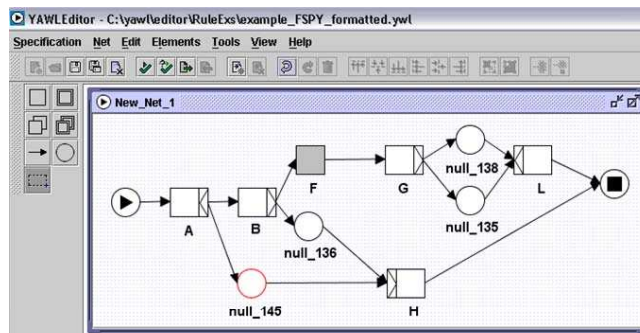 YAWLEditor - C:\yawl\editor\RuleExs\example_FSPY_formatted.ywl
Specification Net Edit Elements Tools View Help
New_Net_1
F
G
null_138
L
A
B
null_136
null_135
null_145
H